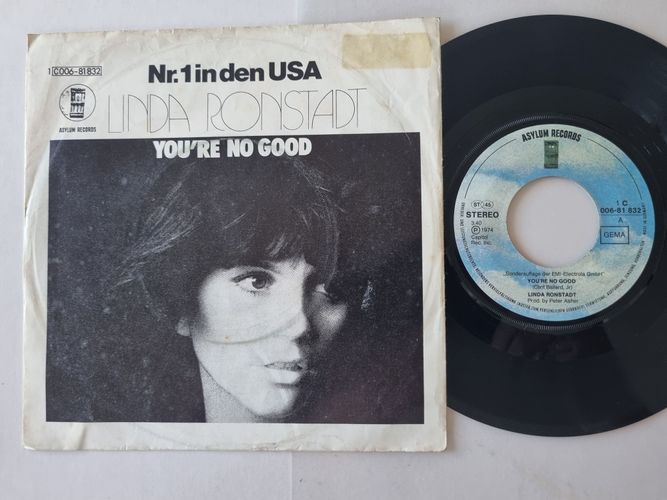 1 C006-81832
Nr.1 in den USA
ASYLUM RECORDS
LINDA RONSTADT
YOU'RE NO GOOD
ASYLUM RECORDS
ST 45
STEREO
3:40
Ⓟ 1974
Capitol
Rec. Inc.
1 C
006-81 832
A
GEMA
„Sonderauflage der EMI-Electrola GmbH"
YOU'RE NO GOOD
(Clint Ballard, Jr)
LINDA RONSTADT
Prod. by Peter Asher